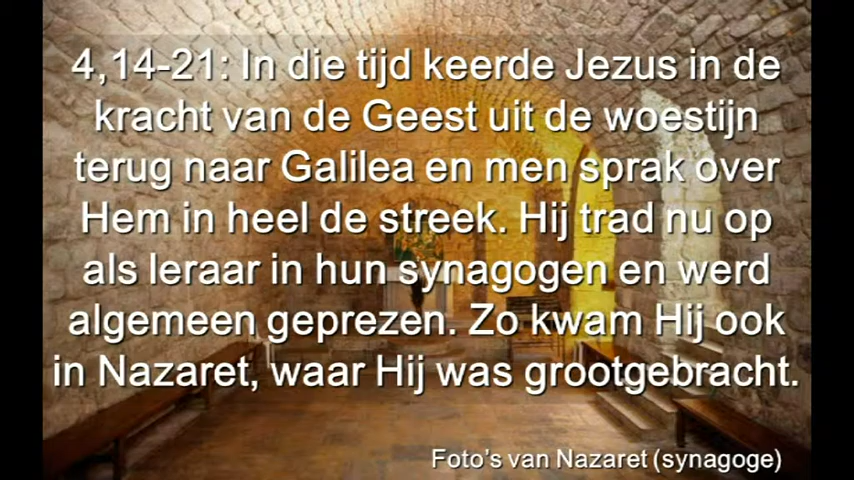 4,14-21: In die tijd keerde Jezus in de
kracht van de Geest uit de woestijn
terug naar Galilea en men sprak over
Hem in heel de streek. Hij trad nu op
als leraar in hun synagogen en werd
algemeen geprezen. Zo kwam Hij ook
in Nazaret, waar Hij was grootgebracht.
Foto's van Nazaret (synagoge)